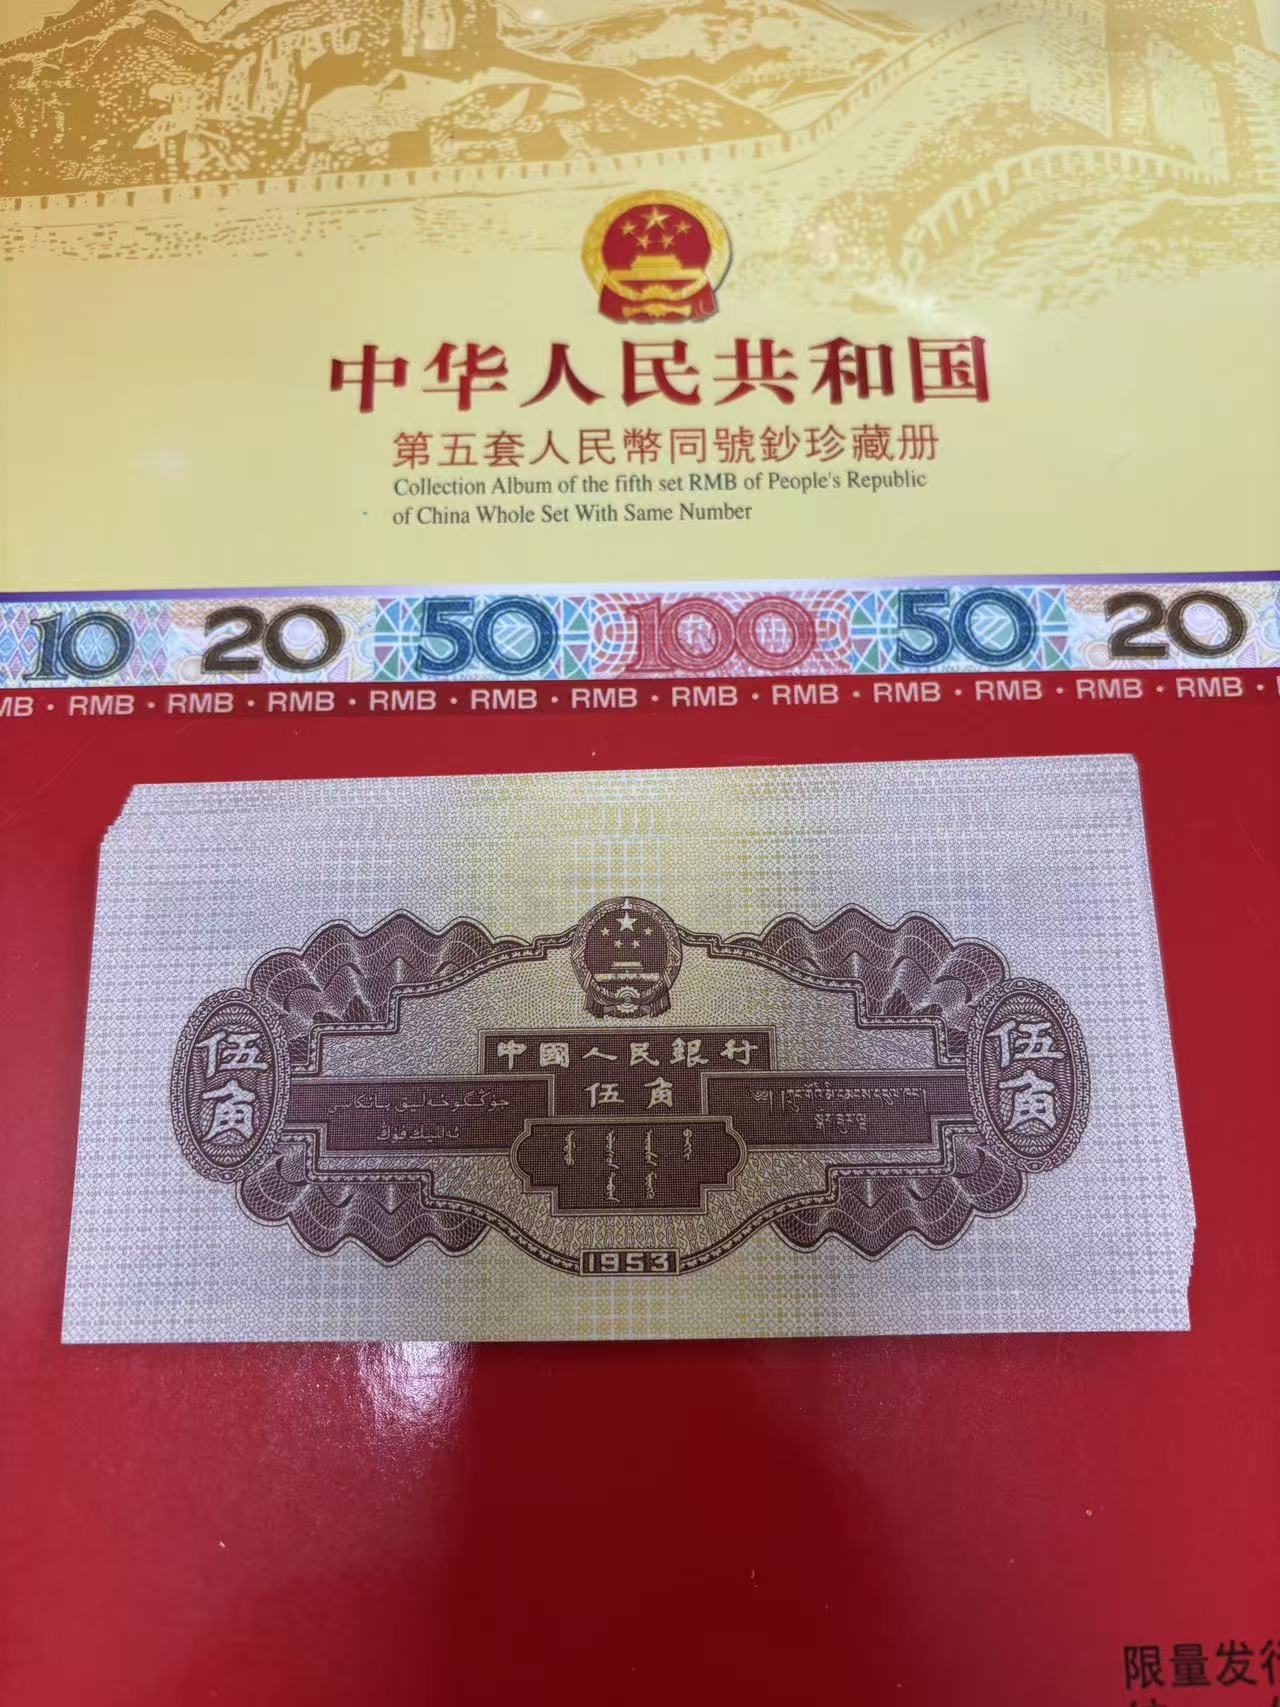 中华人民共和国
第五套人民幣同號鈔珍藏册
Collection Album of the fifth set RMB of People's Republic
of China Whole Set With Same Number
10 20 50 100 50 20
RMB · RMB · RMB · RMB · RMB · RMB · RMB · RMB · RMB · RMB · RMB · RMB
中國人民銀行
伍角
伍角
伍角
جۇڭگوخەلىق بانكاسى
1953
限量发